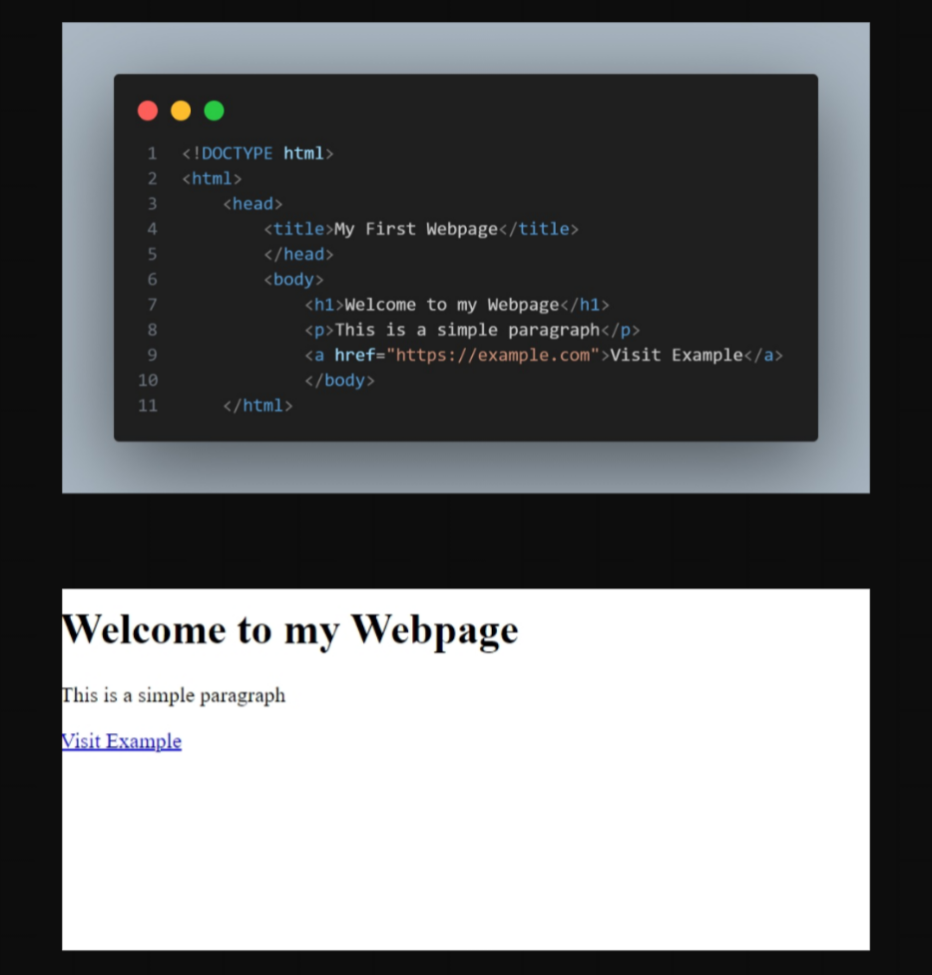 1 <!DOCTYPE html>
2 <html>
3     <head>
4         <title>My First Webpage</title>
5         </head>
6         <body>
7             <h1>Welcome to my Webpage</h1>
8             <p>This is a simple paragraph</p>
9             <a href="https://example.com">Visit Example</a>
10             </body>
11     </html>
Welcome to my Webpage
This is a simple paragraph
Visit Example